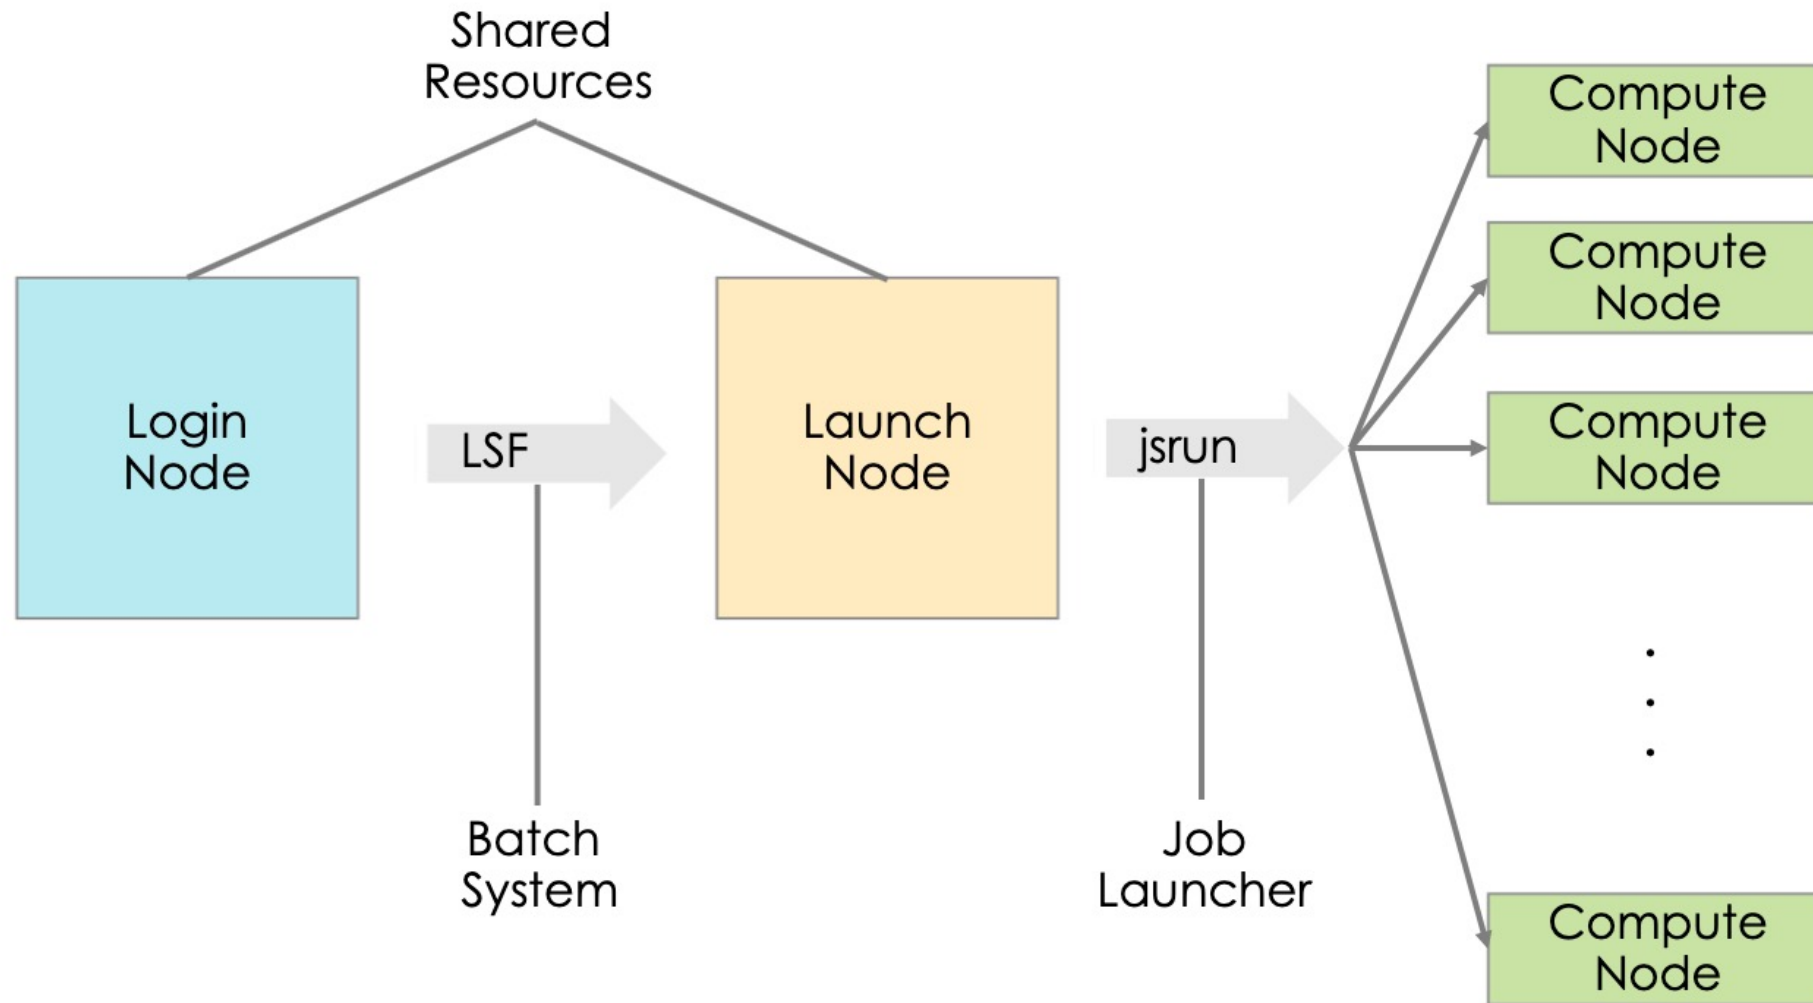 Shared
Resources
Login
Node
LSF
Launch
Node
jsrun
Batch
System
Job
Launcher
Compute
Node
Compute
Node
Compute
Node
Compute
Node